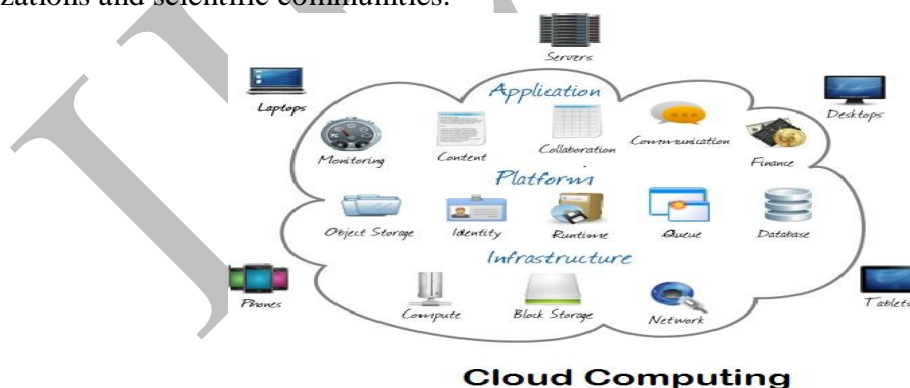 zations and scientific communities.
Servers
Application
Laptops
Desktops
Monitoring
Content
Collaboration
Communication
Finance
Platform
Object Storage
Identity
Runtime
Queue
Database
Infrastructure
Phones
Compute
Block Storage
Network
Tablets
Cloud Computing